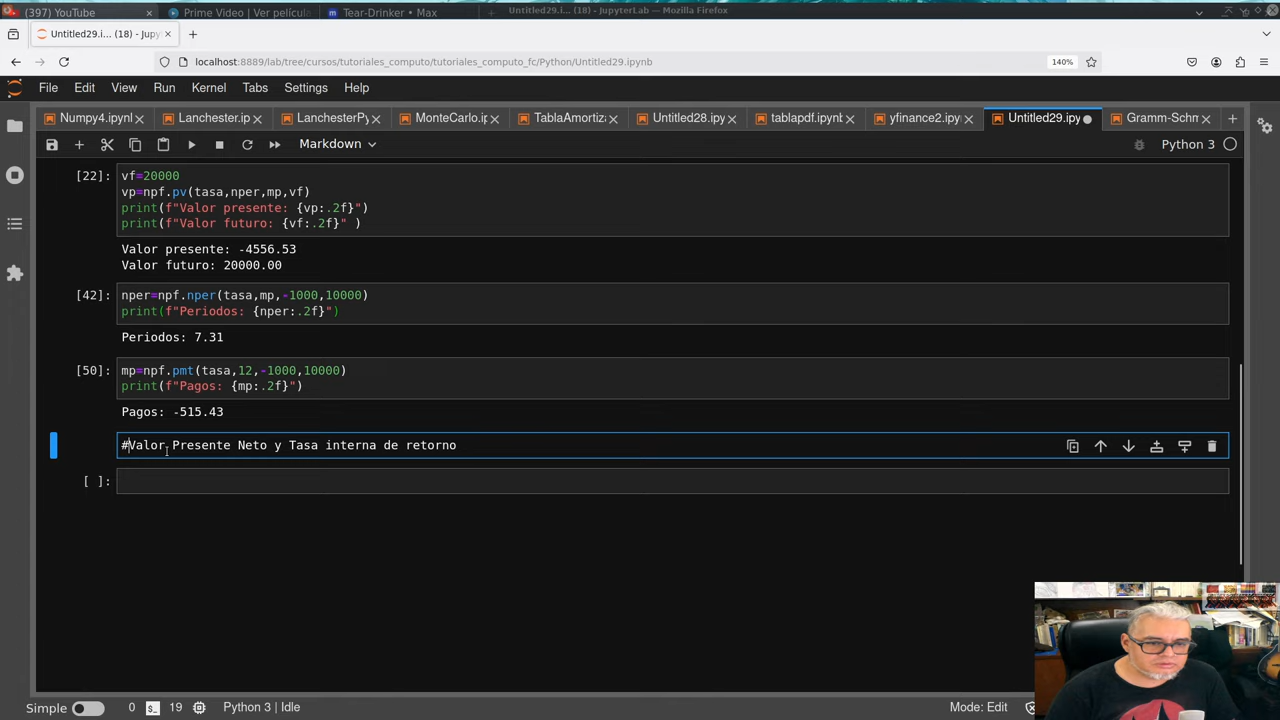 (397) YouTube
Prime Video | Ver películ
Tear-Drinker • Max
Untitled29.i… (18) - JupyterLab — Mozilla Firefox
Untitled29.i… (18) - Jupy
localhost:8889/lab/tree/cursos/tutoriales_computo/tutoriales_computo_fc/Python/Untitled29.ipynb
140%
File Edit View Run Kernel Tabs Settings Help
Numpy4.ipynl
Lanchester.ip
LanchesterPy
MonteCarlo.ip
TablaAmortiz
Untitled28.ipy
tablapdf.ipynb
yfinance2.ipy
Untitled29.ipy
Gramm-Schm
Markdown
Python 3
[22]: vf=20000
vp=npf.pv(tasa,nper,mp,vf)
print(f"Valor presente: {vp:.2f}")
print(f"Valor futuro: {vf:.2f}" )
Valor presente: -4556.53
Valor futuro: 20000.00
[42]: nper=npf.nper(tasa,mp,-1000,10000)
print(f"Periodos: {nper:.2f}")
Periodos: 7.31
[50]: mp=npf.pmt(tasa,12,-1000,10000)
print(f"Pagos: {mp:.2f}")
Pagos: -515.43
#Valor Presente Neto y Tasa interna de retorno
[ ]:
Simple 0 19 Python 3 | Idle
Mode: Edit